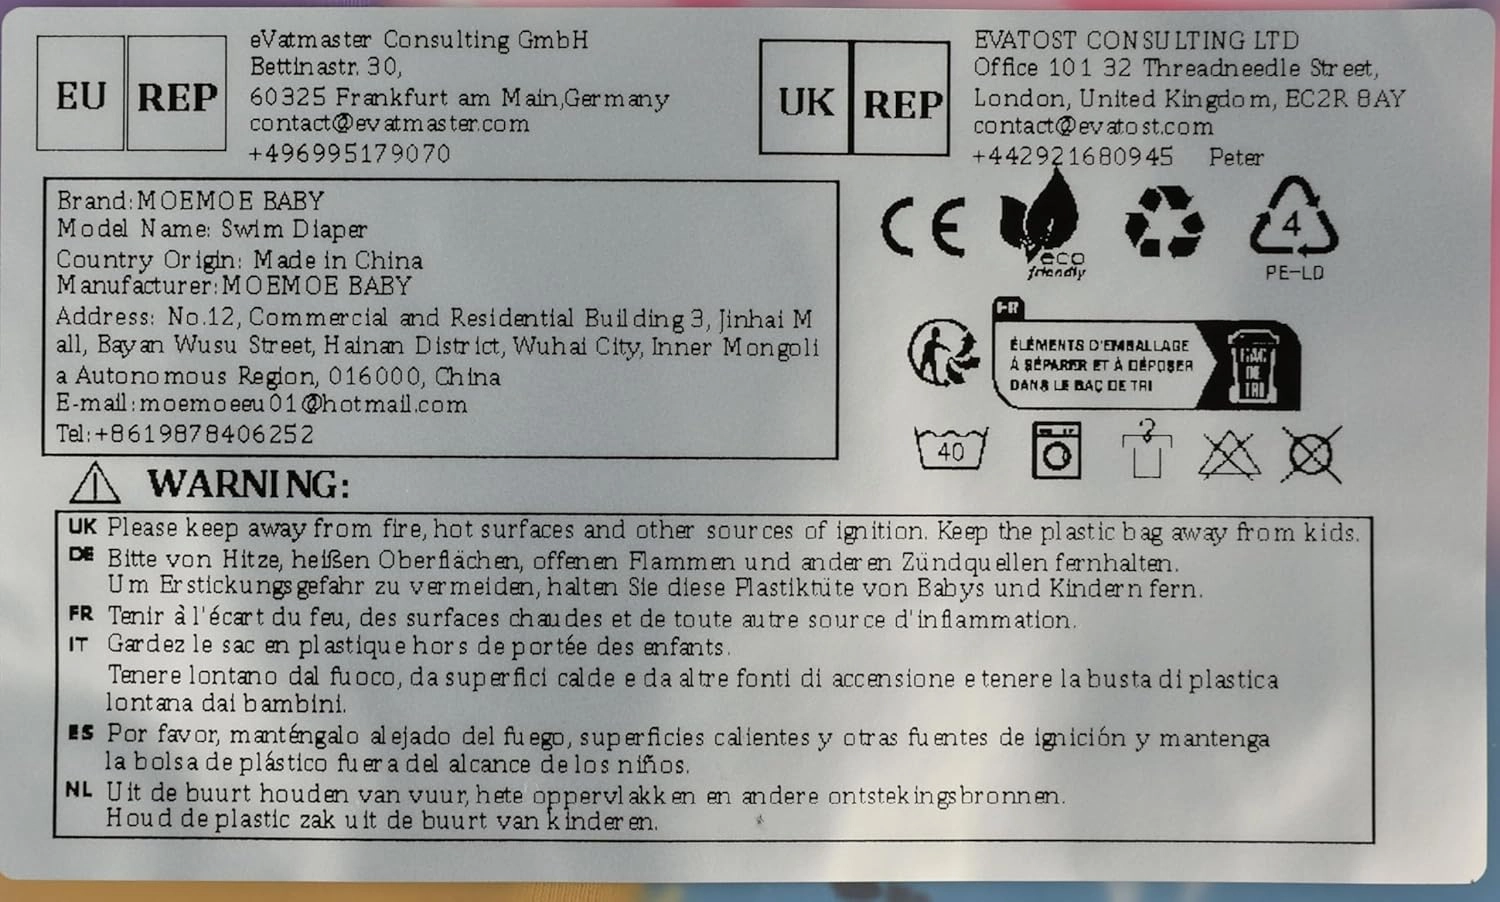 EU REP
eVatmaster Consulting GmbH
Bettinastr. 30,
60325 Frankfurt am Main,Germany
contact@evatmaster.com
+496995179070
UK REP
EVATOST CONSULTING LTD
Office 101 32 Threadneedle Street,
London, United Kingdom, EC2R 8AY
contact@evatost.com
+442921680945 Peter
Brand:MOEMOE BABY
Model Name: Swim Diaper
Country Origin: Made in China
Manufacturer:MOEMOE BABY
Address: No.12, Commercial and Residential Building 3, Jinhai M
all, Bayan Wusu Street, Hainan District, Wuhai City, Inner Mongoli
a Autonomous Region, 016000, China
E-mail:moemoeeu01@hotmail.com
Tel:+8619878406252
CE
eco
friendly
4
PE-LD
FR
ÉLÉMENTS D'EMBALLAGE
À SÉPARER ET À DÉPOSER
DANS LE BAC DE TRI
BAC
DE
TRI
40
WARNING:
UK Please keep away from fire, hot surfaces and other sources of ignition. Keep the plastic bag away from kids.
DE Bitte von Hitze, heißen Oberflächen, offenen Flammen und anderen Zündquellen fernhalten.
Um Erstickungsgefahr zu vermeiden, halten Sie diese Plastiktüte von Babys und Kindern fern.
FR Tenir à l'écart du feu, des surfaces chaudes et de toute autre source d'inflammation.
IT Gardez le sac en plastique hors de portée des enfants.
Tenere lontano dal fuoco, da superfici calde e da altre fonti di accensione e tenere la busta di plastica
lontana dai bambini.
ES Por favor, manténgalo alejado del fuego, superficies calientes y otras fuentes de ignición y mantenga
la bolsa de plástico fuera del alcance de los niños.
NL Uit de buurt houden van vuur, hete oppervlakken en andere ontstekingsbronnen.
Houd de plastic zak uit de buurt van kinderen.